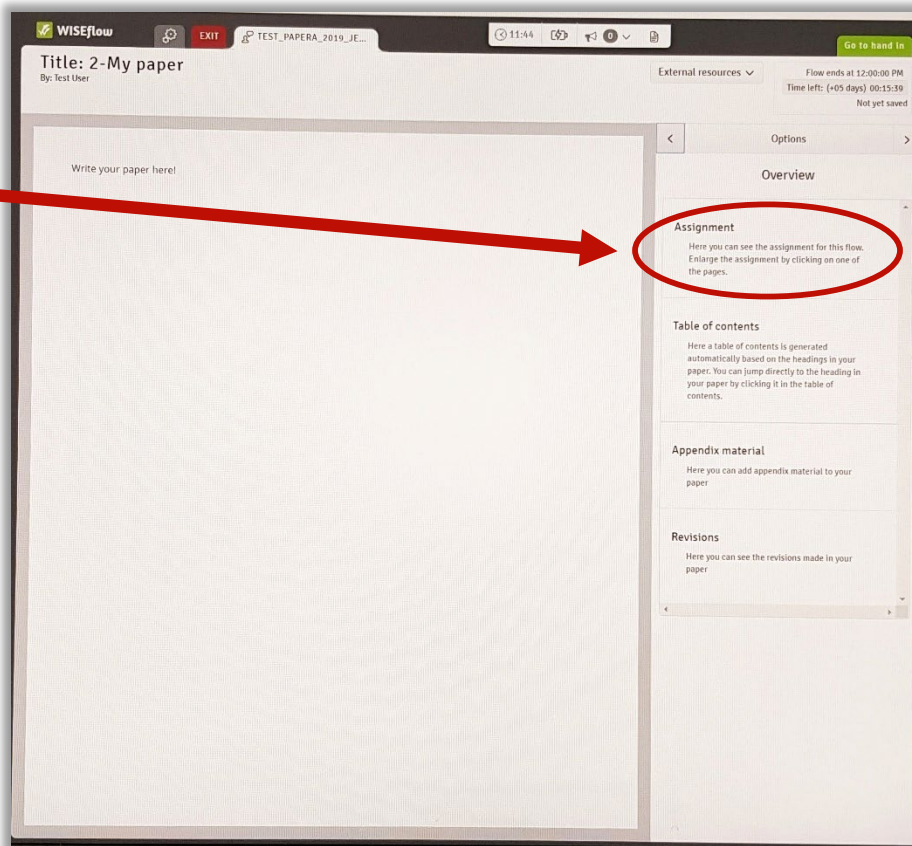 WISEflow
EXIT
TEST_PAPERA_2019_JE...
11:44
0
Go to hand in
Title: 2-My paper
By: Test User
External resources
Flow ends at 12:00:00 PM
Time left: (+05 days) 00:15:39
Not yet saved
Write your paper here!
Options
Overview
Assignment
Here you can see the assignment for this flow.
Enlarge the assignment by clicking on one of
the pages.
Table of contents
Here a table of contents is generated
automatically based on the headings in your
paper. You can jump directly to the heading in
your paper by clicking it in the table of
contents.
Appendix material
Here you can add appendix material to your
paper
Revisions
Here you can see the revisions made in your
paper